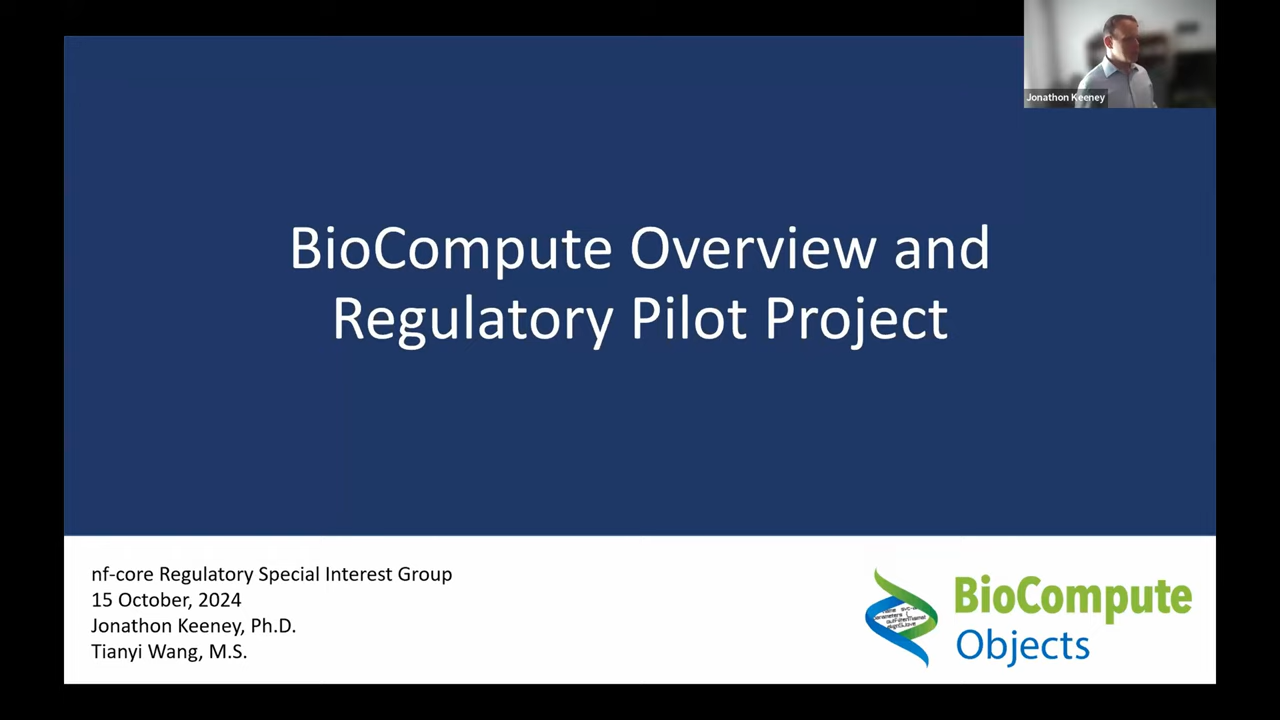 Jonathon Keeney
BioCompute Overview and
Regulatory Pilot Project
nf-core Regulatory Special Interest Group
15 October, 2024
Jonathon Keeney, Ph.D.
Tianyi Wang, M.S.
BioCompute
Objects